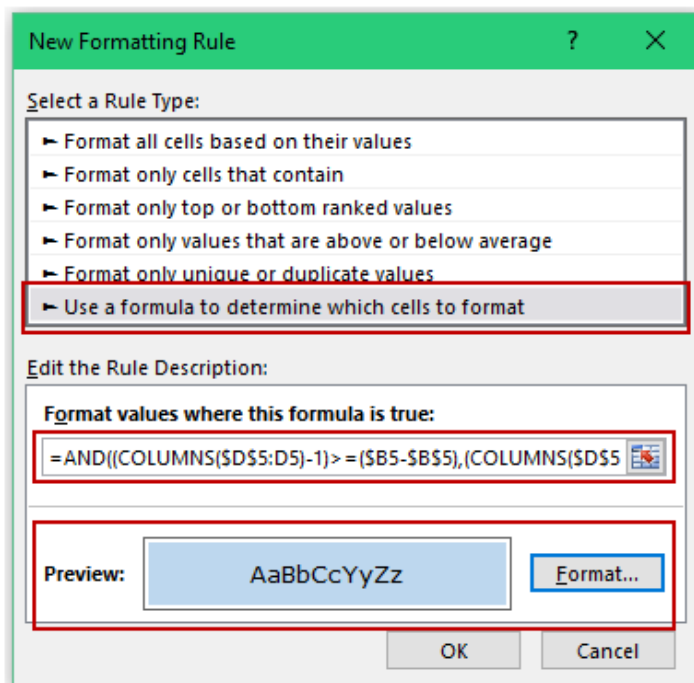 New Formatting Rule ? ×
Select a Rule Type:
► Format all cells based on their values
► Format only cells that contain
► Format only top or bottom ranked values
► Format only values that are above or below average
► Format only unique or duplicate values
► Use a formula to determine which cells to format
Edit the Rule Description:
Format values where this formula is true:
=AND((COLUMNS($D$5:D5)-1)>=($B5-$B$5),(COLUMNS($D$5
Preview: AaBbCcYyZz Format...
OK Cancel